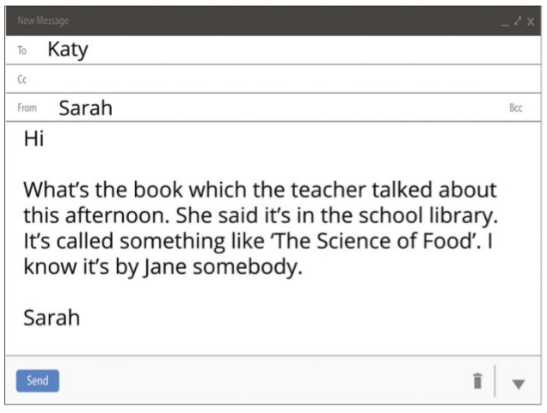 New Message
To Katy
Cc
From Sarah Bcc
Hi
What's the book which the teacher talked about
this afternoon. She said it's in the school library.
It's called something like 'The Science of Food'. I
know it's by Jane somebody.
Sarah
Send